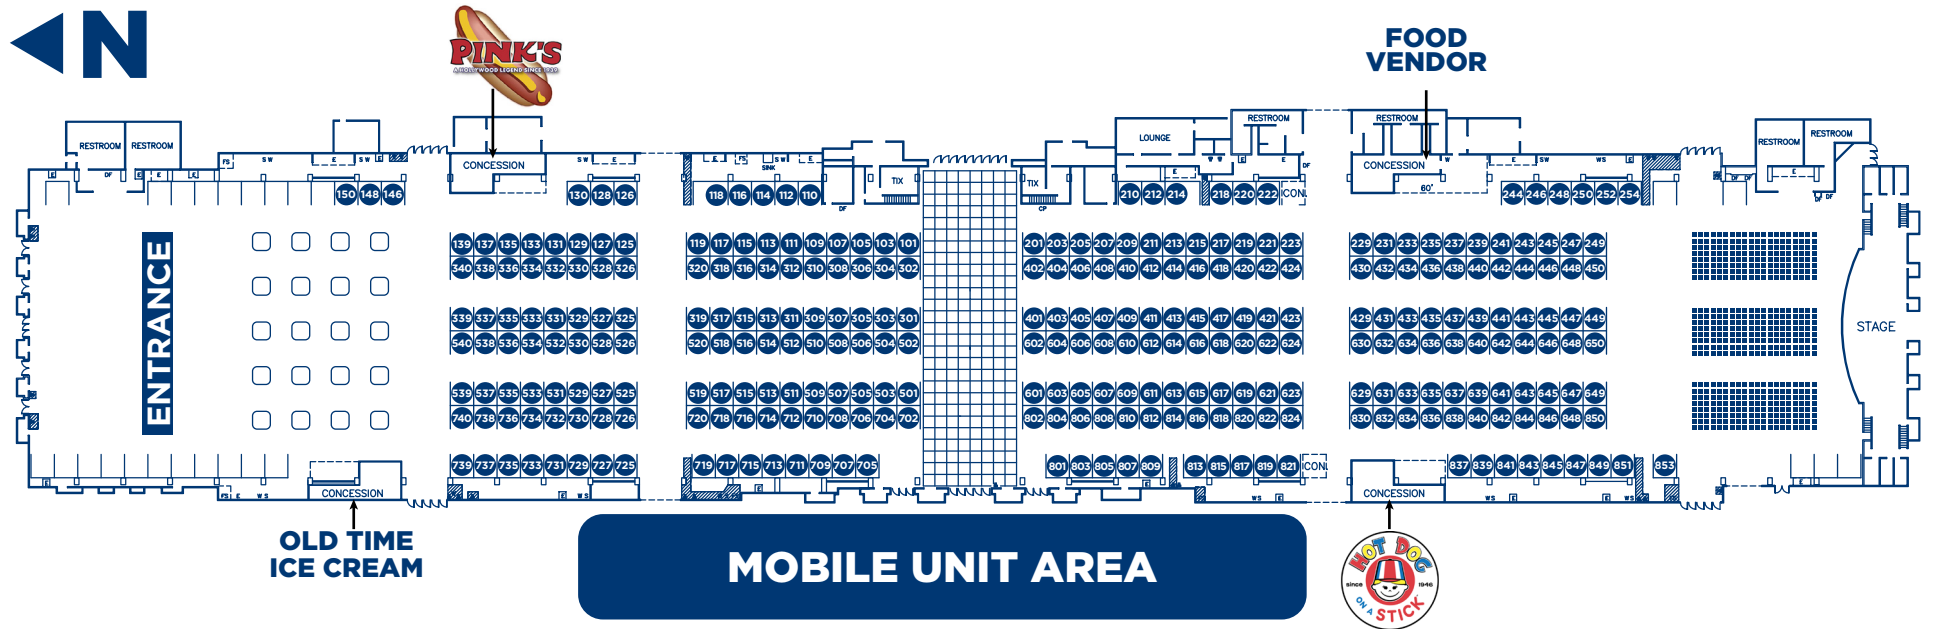 N
PINK'S
A HOLLYWOOD LEGEND SINCE 1939
FOOD
VENDOR
RESTROOM RESTROOM
CONCESSION
SINK
TIX
TIX
LOUNGE
RESTROOM
RESTROOM
CONCESSION
60'
RESTROOM
RESTROOM
150 148 146
130 128 126
118 116 114 112 110
210 212 214
218 220 222
244 246 248 250 252 254
DF
CP
ENTRANCE
139 137 135 133 131 129 127 125
119 117 115 113 111 109 107 105 103 101
201 203 205 207 209 211 213 215 217 219 221 223
229 231 233 235 237 239 241 243 245 247 249
340 338 336 334 332 330 328 326
320 318 316 314 312 310 308 306 304 302
402 404 406 408 410 412 414 416 418 420 422 424
430 432 434 436 438 440 442 444 446 448 450
339 337 335 333 331 329 327 325
319 317 315 313 311 309 307 305 303 301
401 403 405 407 409 411 413 415 417 419 421 423
429 431 433 435 437 439 441 443 445 447 449
STAGE
540 538 536 534 532 530 528 526
520 518 516 514 512 510 508 506 504 502
602 604 606 608 610 612 614 616 618 620 622 624
630 632 634 636 638 640 642 644 646 648 650
539 537 535 533 531 529 527 525
519 517 515 513 511 509 507 505 503 501
601 603 605 607 609 611 613 615 617 619 621 623
629 631 633 635 637 639 641 643 645 647 649
740 738 736 734 732 730 728 726
720 718 716 714 712 710 708 706 704 702
802 804 806 808 810 812 814 816 818 820 822 824
830 832 834 836 838 840 842 844 846 848 850
739 737 735 733 731 729 727 725
719 717 715 713 711 709 707 705
801 803 805 807 809
813 815 817 819 821
837 839 841 843 845 847 849 851
853
CONCESSION
CONCESSION
OLD TIME
ICE CREAM
MOBILE UNIT AREA
HOT DOG
since 1946
ON A STICK